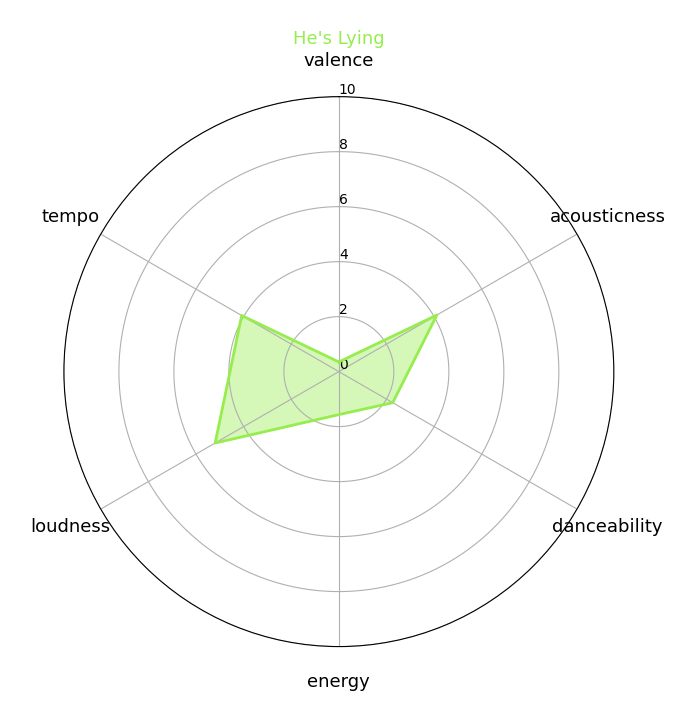 He's Lying
valence
10
8
tempo
acousticness
6
4
2
0
loudness
danceability
energy